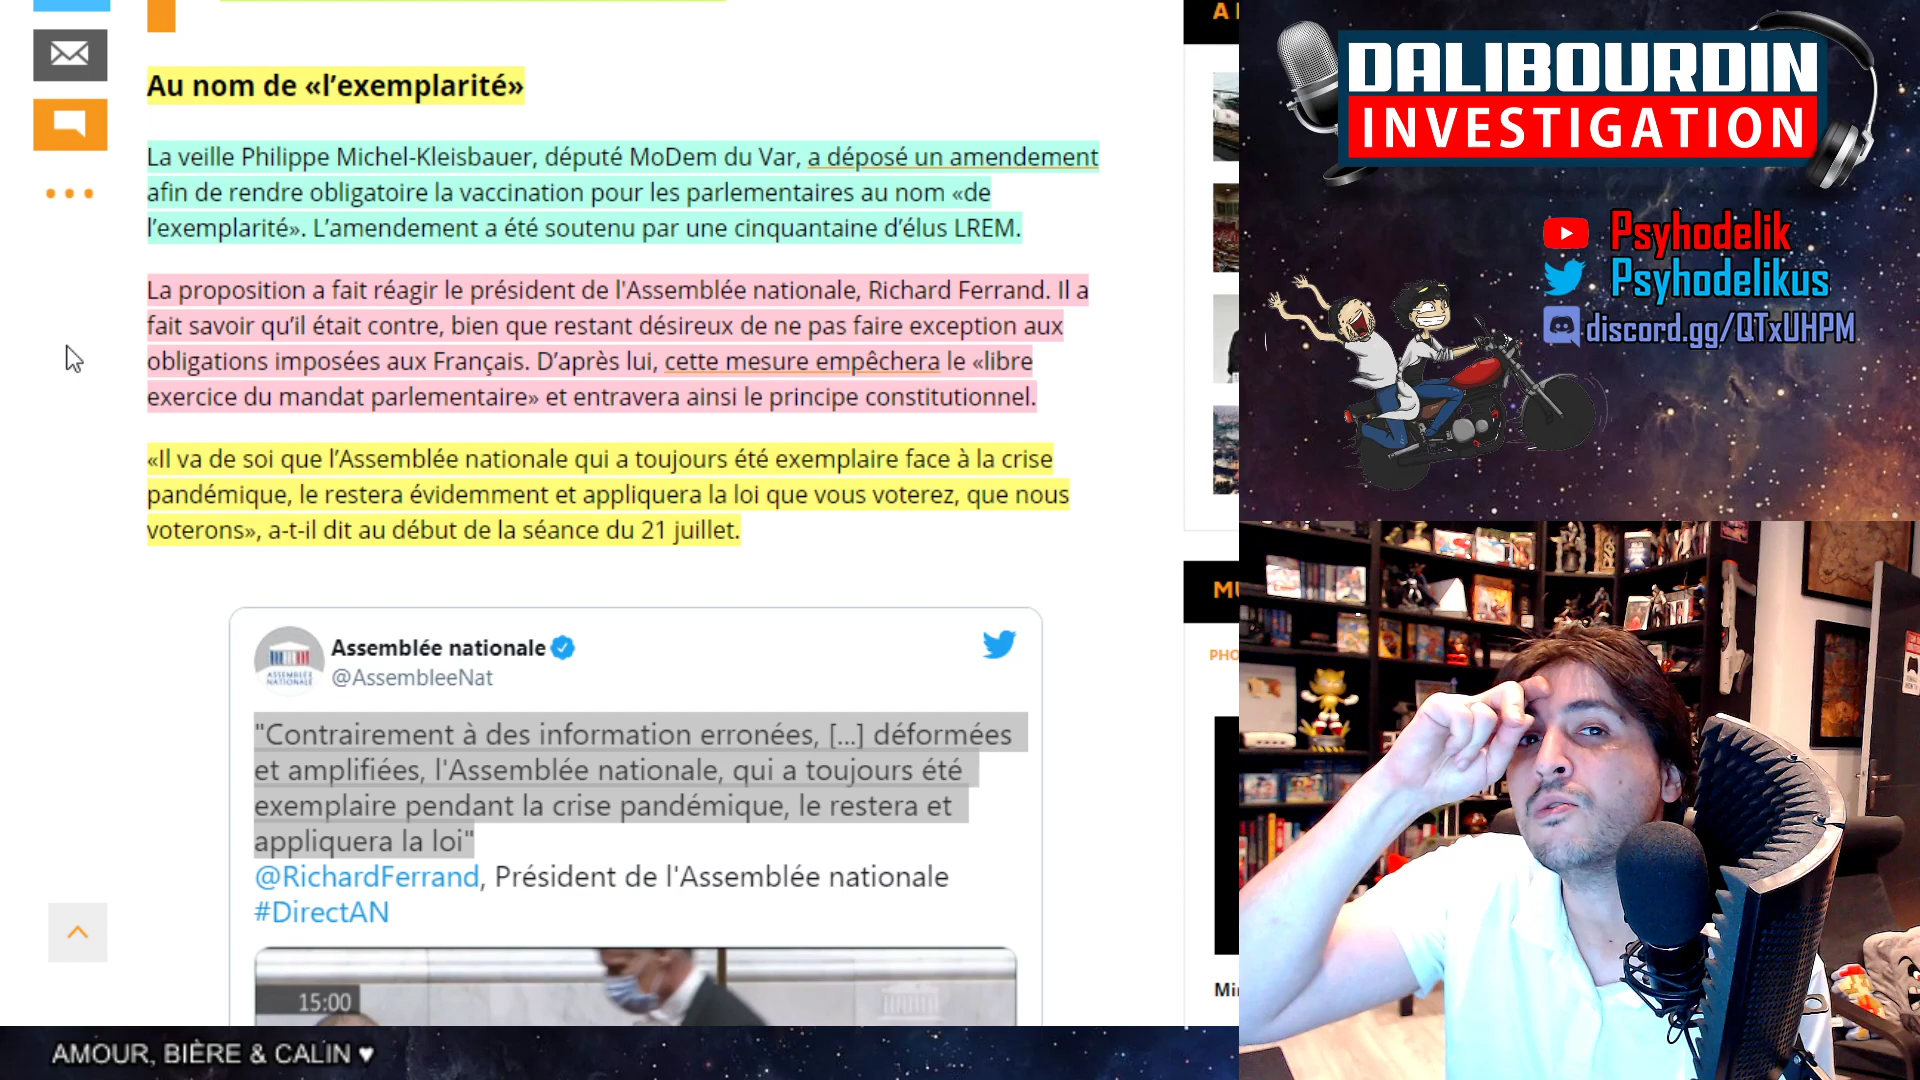 Au nom de «l’exemplarité»
La veille Philippe Michel-Kleisbauer, député MoDem du Var, a déposé un amendement
afin de rendre obligatoire la vaccination pour les parlementaires au nom «de
l’exemplarité». L’amendement a été soutenu par une cinquantaine d’élus LREM.
La proposition a fait réagir le président de l'Assemblée nationale, Richard Ferrand. Il a
fait savoir qu’il était contre, bien que restant désireux de ne pas faire exception aux
obligations imposées aux Français. D’après lui, cette mesure empêchera le «libre
exercice du mandat parlementaire» et entravera ainsi le principe constitutionnel.
«Il va de soi que l’Assemblée nationale qui a toujours été exemplaire face à la crise
pandémique, le restera évidemment et appliquera la loi que vous voterez, que nous
voterons», a-t-il dit au début de la séance du 21 juillet.
Assemblée nationale
@AssembleeNat
ASSEMBLÉE
NATIONALE
"Contrairement à des information erronées, [...] déformées
et amplifiées, l'Assemblée nationale, qui a toujours été
exemplaire pendant la crise pandémique, le restera et
appliquera la loi"
@RichardFerrand, Président de l'Assemblée nationale
#DirectAN
15:00
AMOUR, BIÈRE & CALIN ♥
A
PHO
DALIBOURDIN
INVESTIGATION
Psyhodelik
Psyhodelikus
discord.gg/QTxUHPM